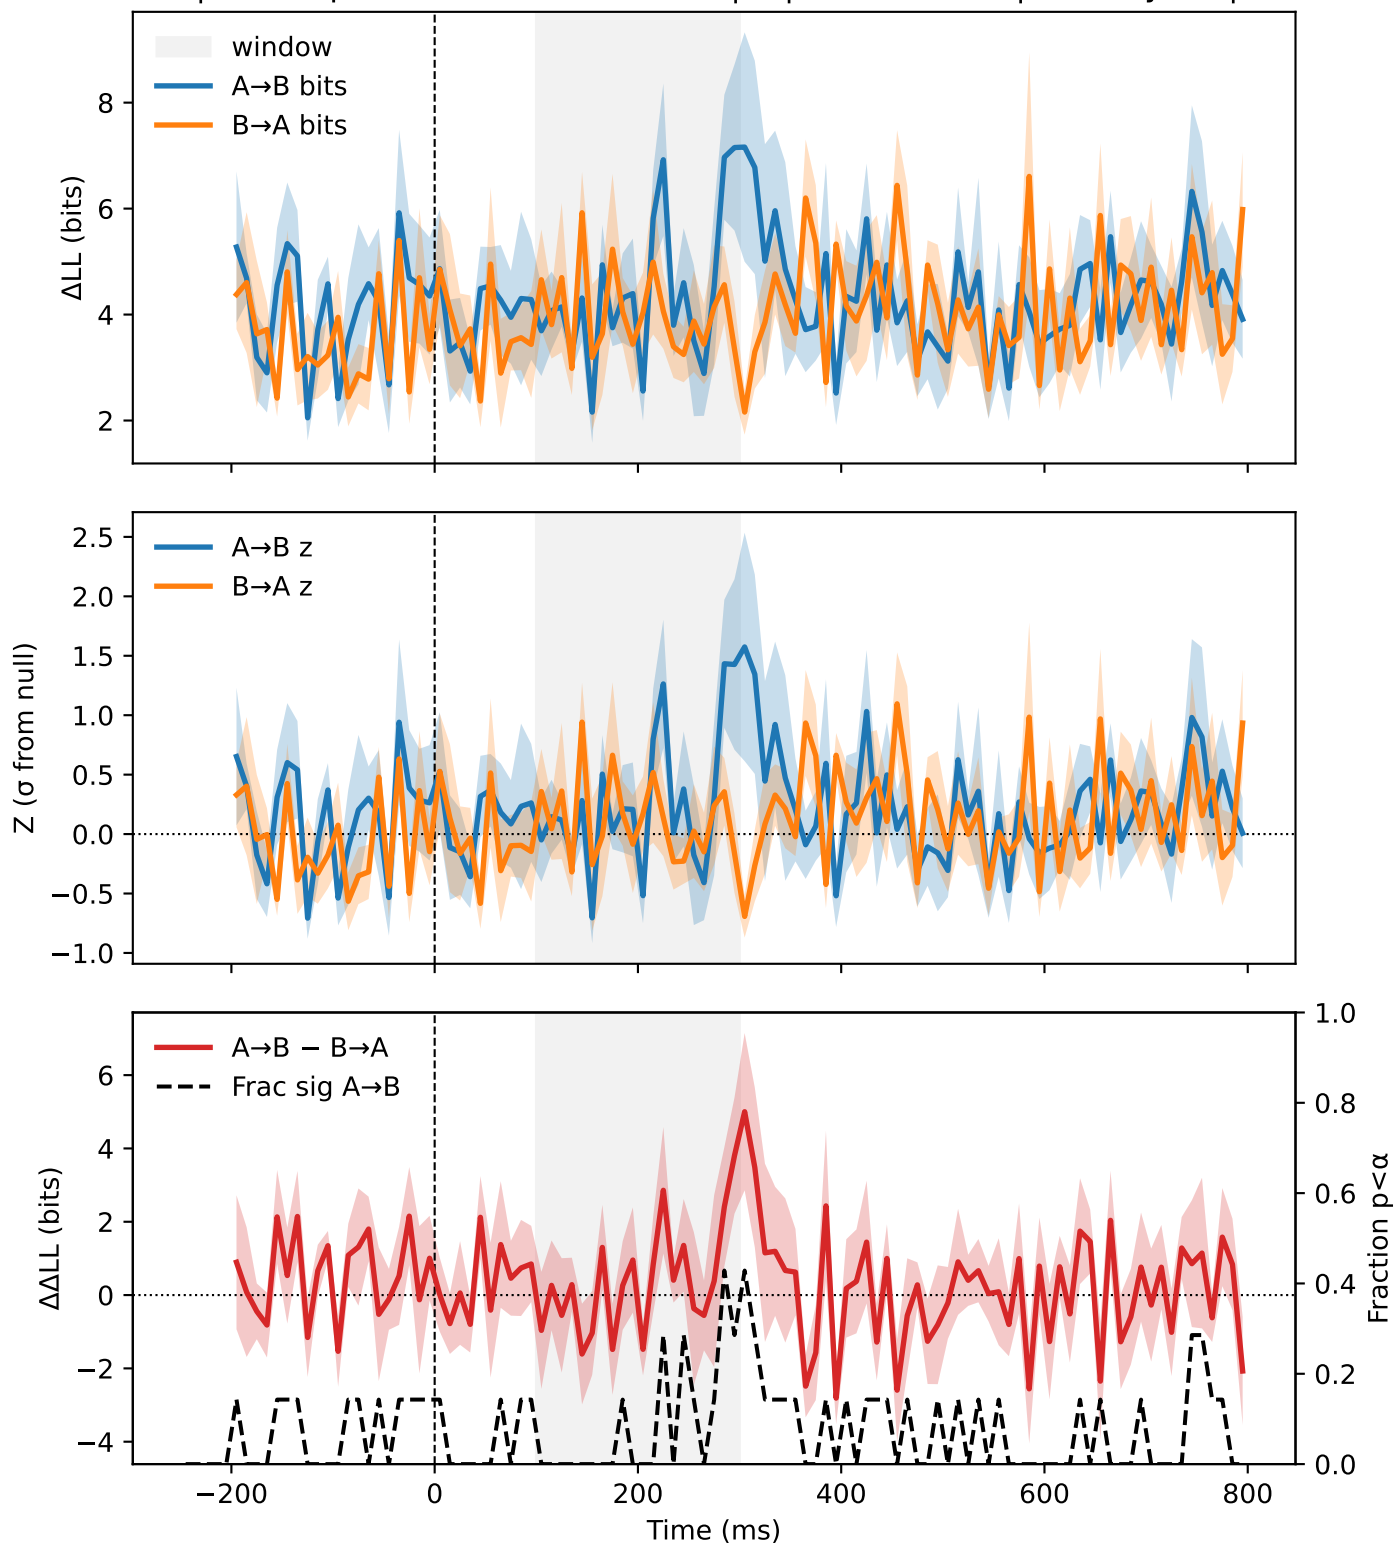 window
A→B bits
B→A bits
ΔLL (bits)
8
6
4
2
A→B z
B→A z
Z (σ from null)
2.5
2.0
1.5
1.0
0.5
0.0
−0.5
−1.0
A→B − B→A
Frac sig A→B
ΔΔLL (bits)
6
4
2
0
−2
−4
1.0
0.8
0.6
0.4
0.2
0.0
Fraction p<α
−200 0 200 400 600 800
Time (ms)